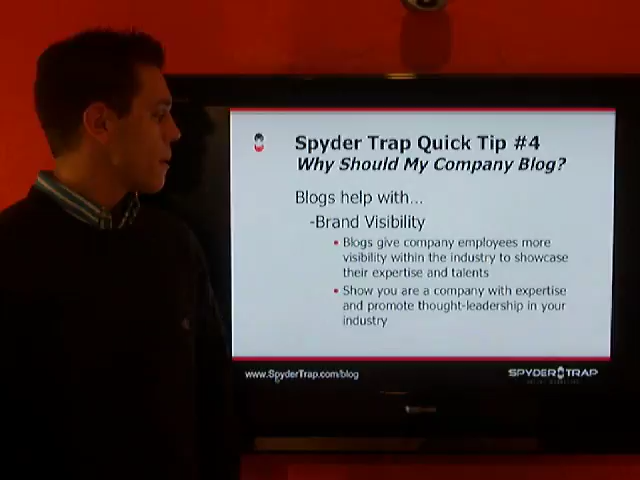 Spyder Trap Quick Tip #4
Why Should My Company Blog?
Blogs help with...
-Brand Visibility
• Blogs give company employees more
visibility within the industry to showcase
their expertise and talents
• Show you are a company with expertise
and promote thought-leadership in your
industry
www.SpyderTrap.com/blog
SPYDER TRAP